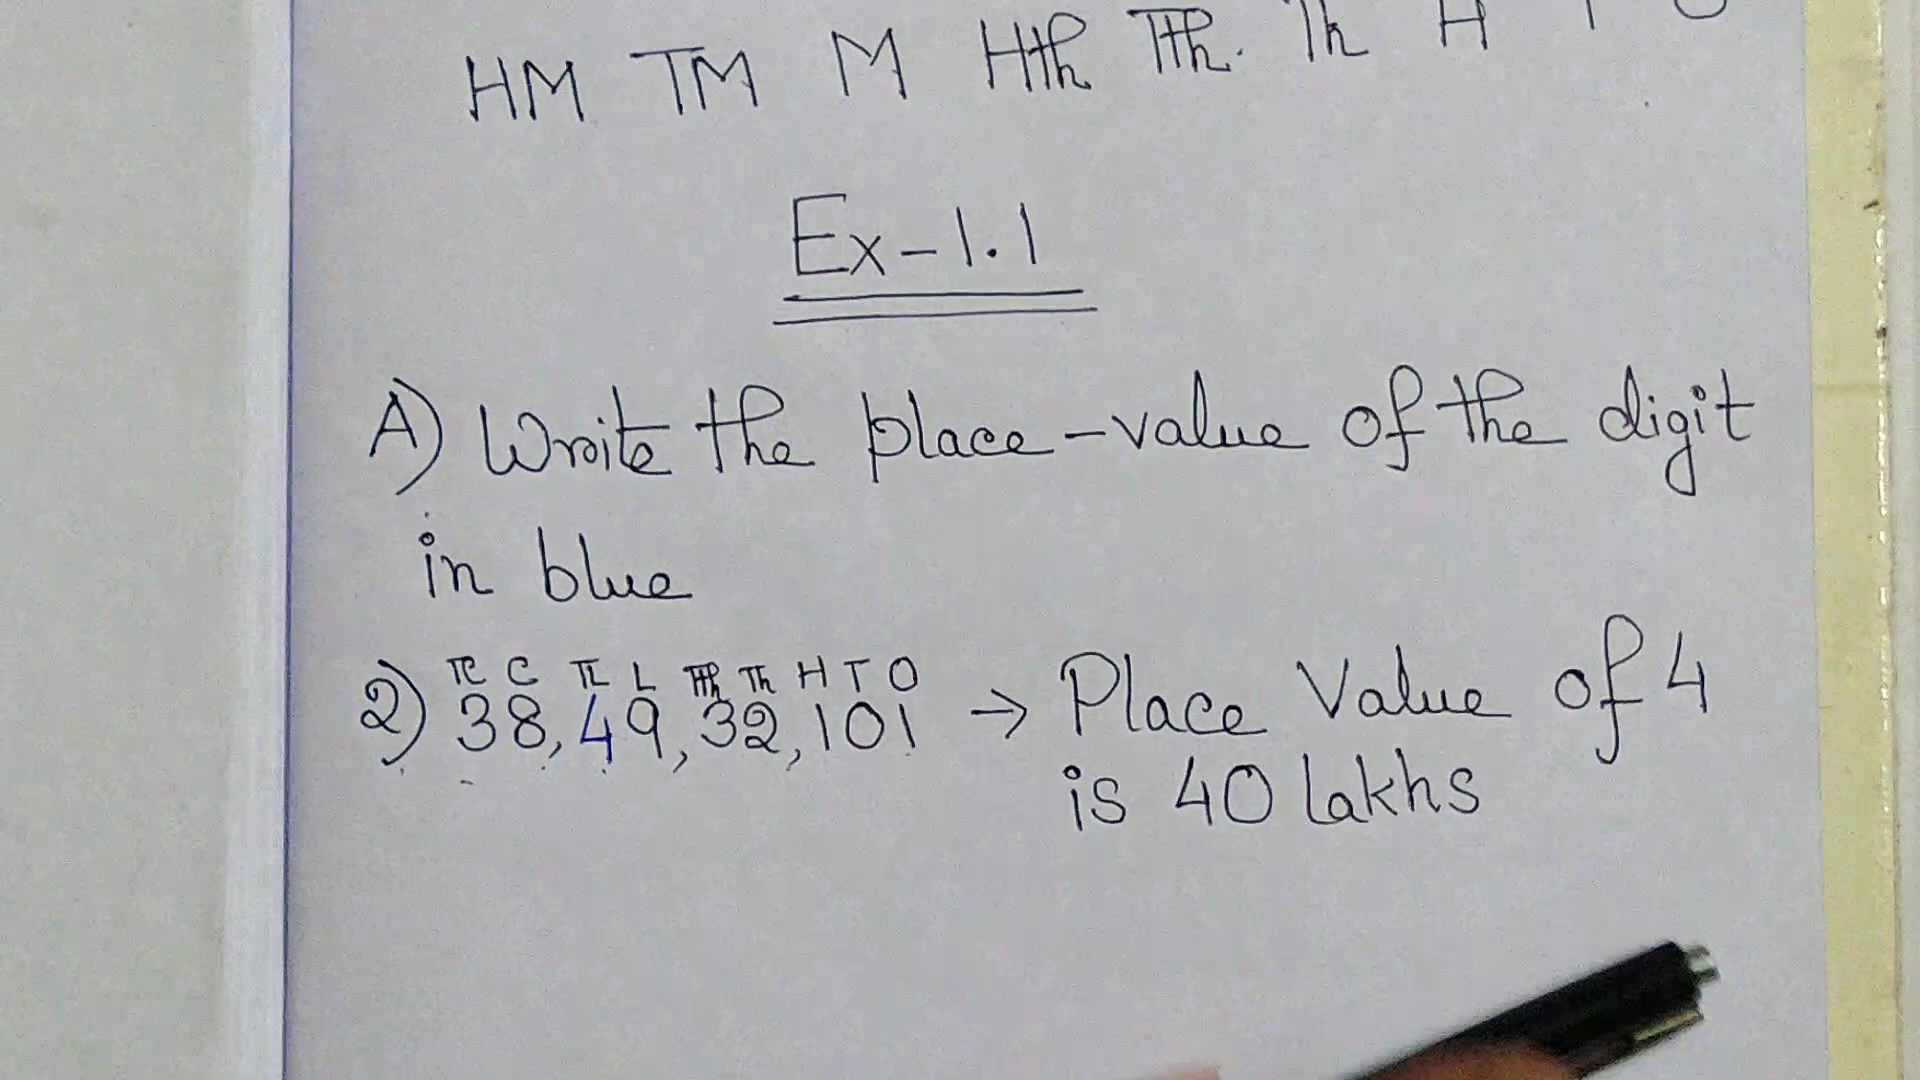 HM TM M Hth Tth. Th H T O
Ex-1.1
A) Write the place-value of the digit
in blue
TC C TL L Tth Th H T O
2) 38,49,32,101 → Place Value of 4
is 40 lakhs